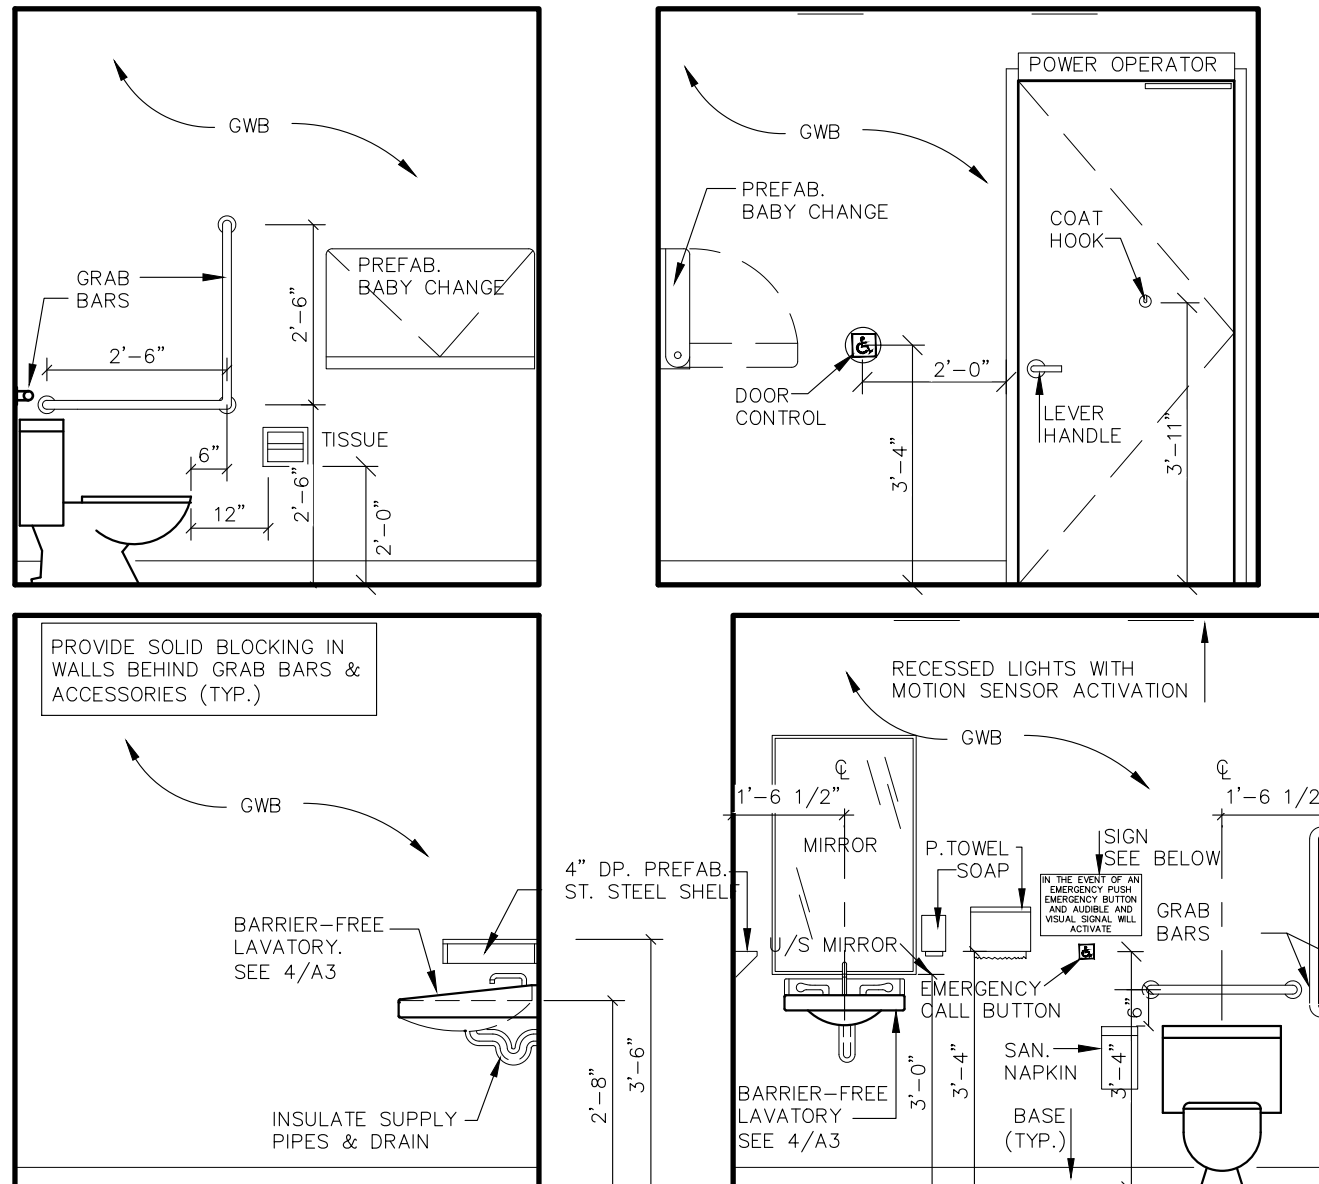 GWB
GRAB
BARS
2'-6"
2'-6"
PREFAB.
BABY CHANGE
TISSUE
6"
12"
2'-6"
2'-0"
POWER OPERATOR
GWB
PREFAB.
BABY CHANGE
COAT
HOOK
2'-0"
DOOR
CONTROL
LEVER
HANDLE
3'-4"
3'-11"
PROVIDE SOLID BLOCKING IN
WALLS BEHIND GRAB BARS &
ACCESSORIES (TYP.)
GWB
4" DP. PREFAB.
ST. STEEL SHELF
BARRIER-FREE
LAVATORY.
SEE 4/A3
INSULATE SUPPLY
PIPES & DRAIN
2'-8"
3'-6"
RECESSED LIGHTS WITH
MOTION SENSOR ACTIVATION
GWB
℄
℄
1'-6 1/2"
1'-6 1/2
MIRROR
P.TOWEL
SOAP
SIGN
SEE BELOW
IN THE EVENT OF AN
EMERGENCY PUSH
EMERGENCY BUTTON
AND AUDIBLE AND
VISUAL SIGNAL WILL
ACTIVATE
GRAB
BARS
U/S MIRROR
EMERGENCY
CALL BUTTON
6"
SAN.
NAPKIN
3'-0"
3'-4"
3'-4"
BARRIER-FREE
LAVATORY
SEE 4/A3
BASE
(TYP.)